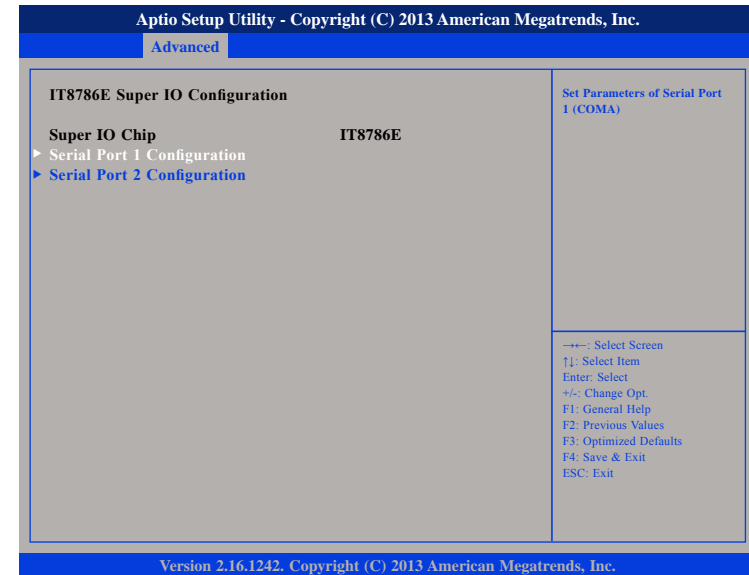 Aptio Setup Utility - Copyright (C) 2013 American Megatrends, Inc.
Advanced
IT8786E Super IO Configuration
Super IO Chip IT8786E
► Serial Port 1 Configuration
► Serial Port 2 Configuration
Set Parameters of Serial Port
1 (COMA)
→←: Select Screen
↑↓: Select Item
Enter: Select
+/-: Change Opt.
F1: General Help
F2: Previous Values
F3: Optimized Defaults
F4: Save & Exit
ESC: Exit
Version 2.16.1242. Copyright (C) 2013 American Megatrends, Inc.